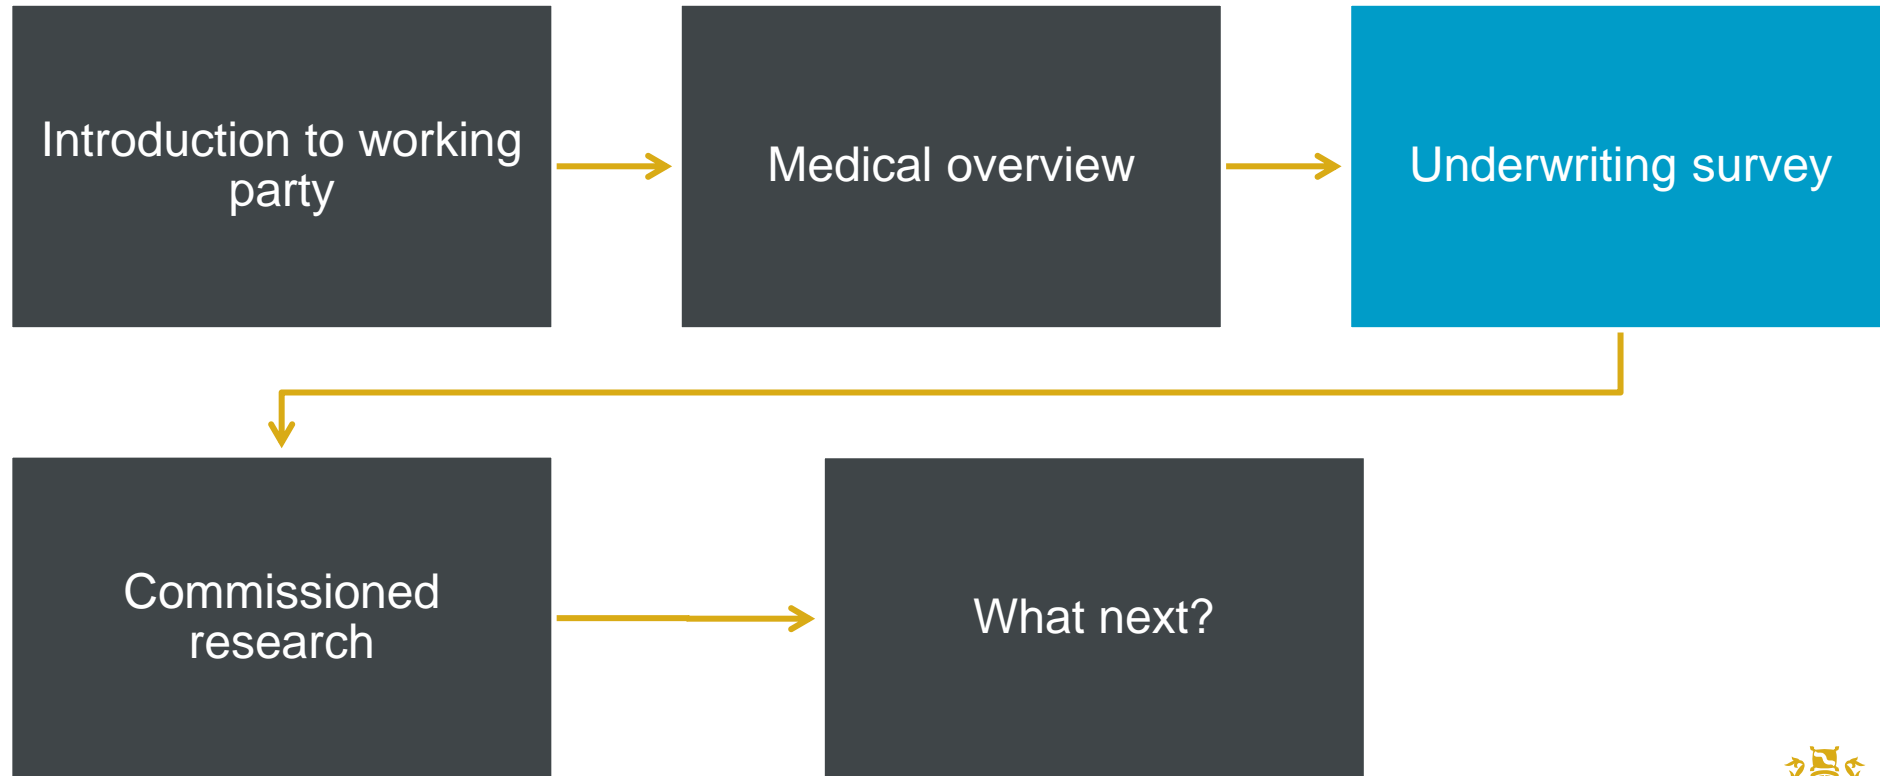 Introduction to working
party
Medical overview
Underwriting survey
Commissioned
research
What next?